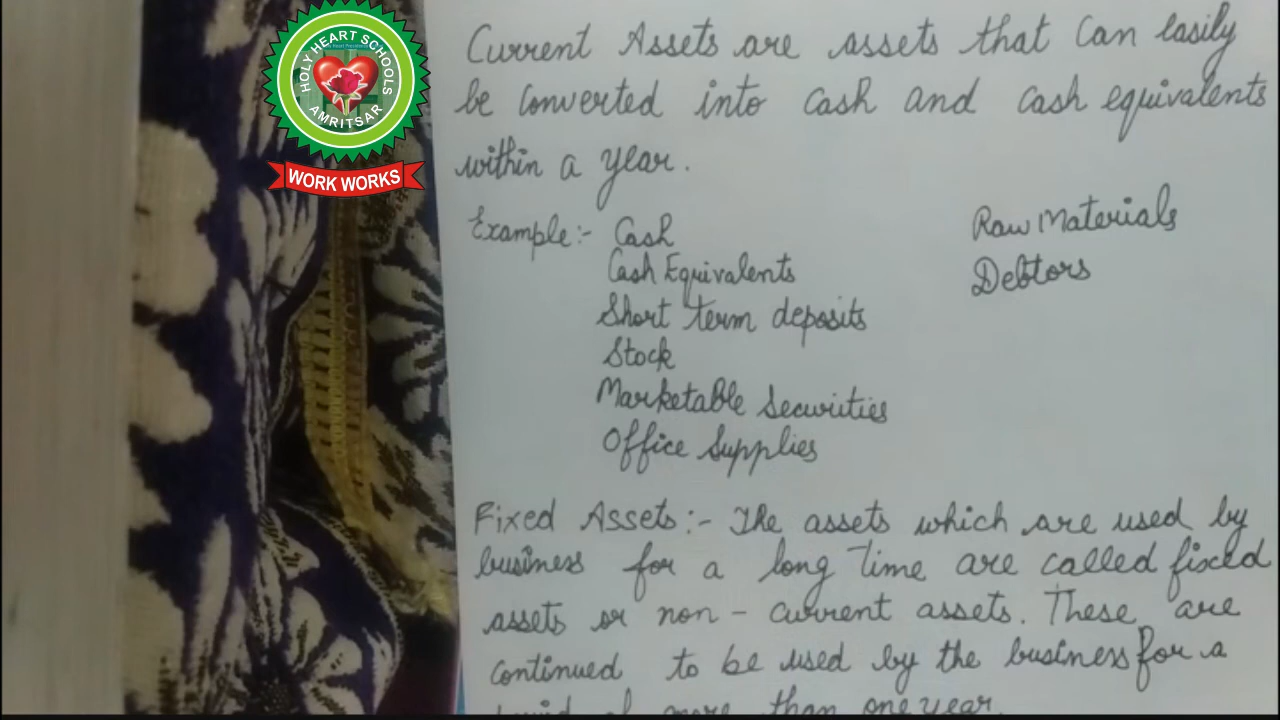 HOLY HEART SCHOOLS
AMRITSAR
WORK WORKS
Current Assets are assets that can easily
be converted into cash and cash equivalents
within a year.
Example:- Cash
Cash Equivalents
Short term deposits
Stock
Marketable Securities
Office Supplies
Raw Materials
Debtors
Fixed Assets:- The assets which are used by
business for a long time are called fixed
assets or non-current assets. These are
continued to be used by the business for a
of more than one year.